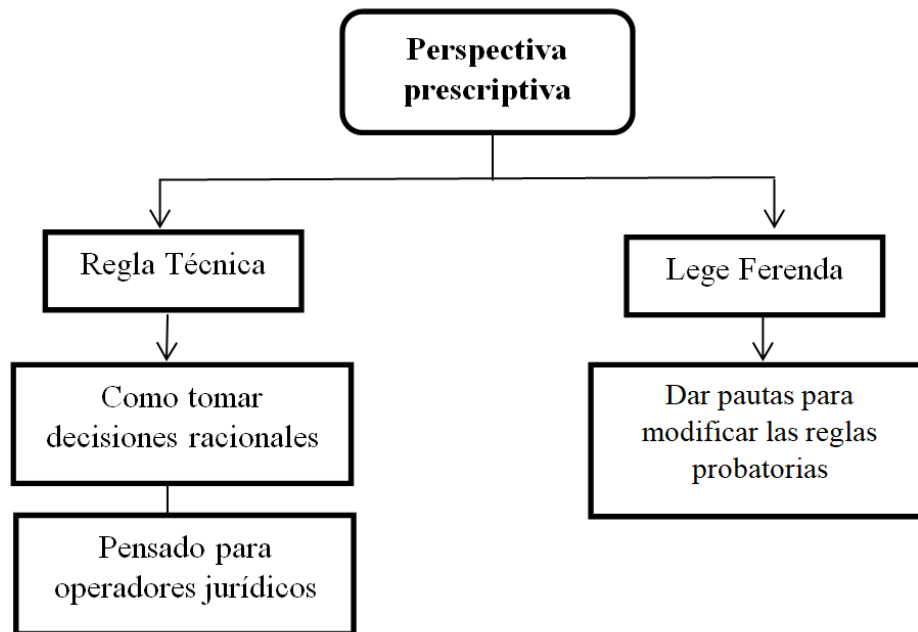 Perspectiva
prescriptiva
Regla Técnica
Lege Ferenda
Como tomar
decisiones racionales
Dar pautas para
modificar las reglas
probatorias
Pensado para
operadores jurídicos